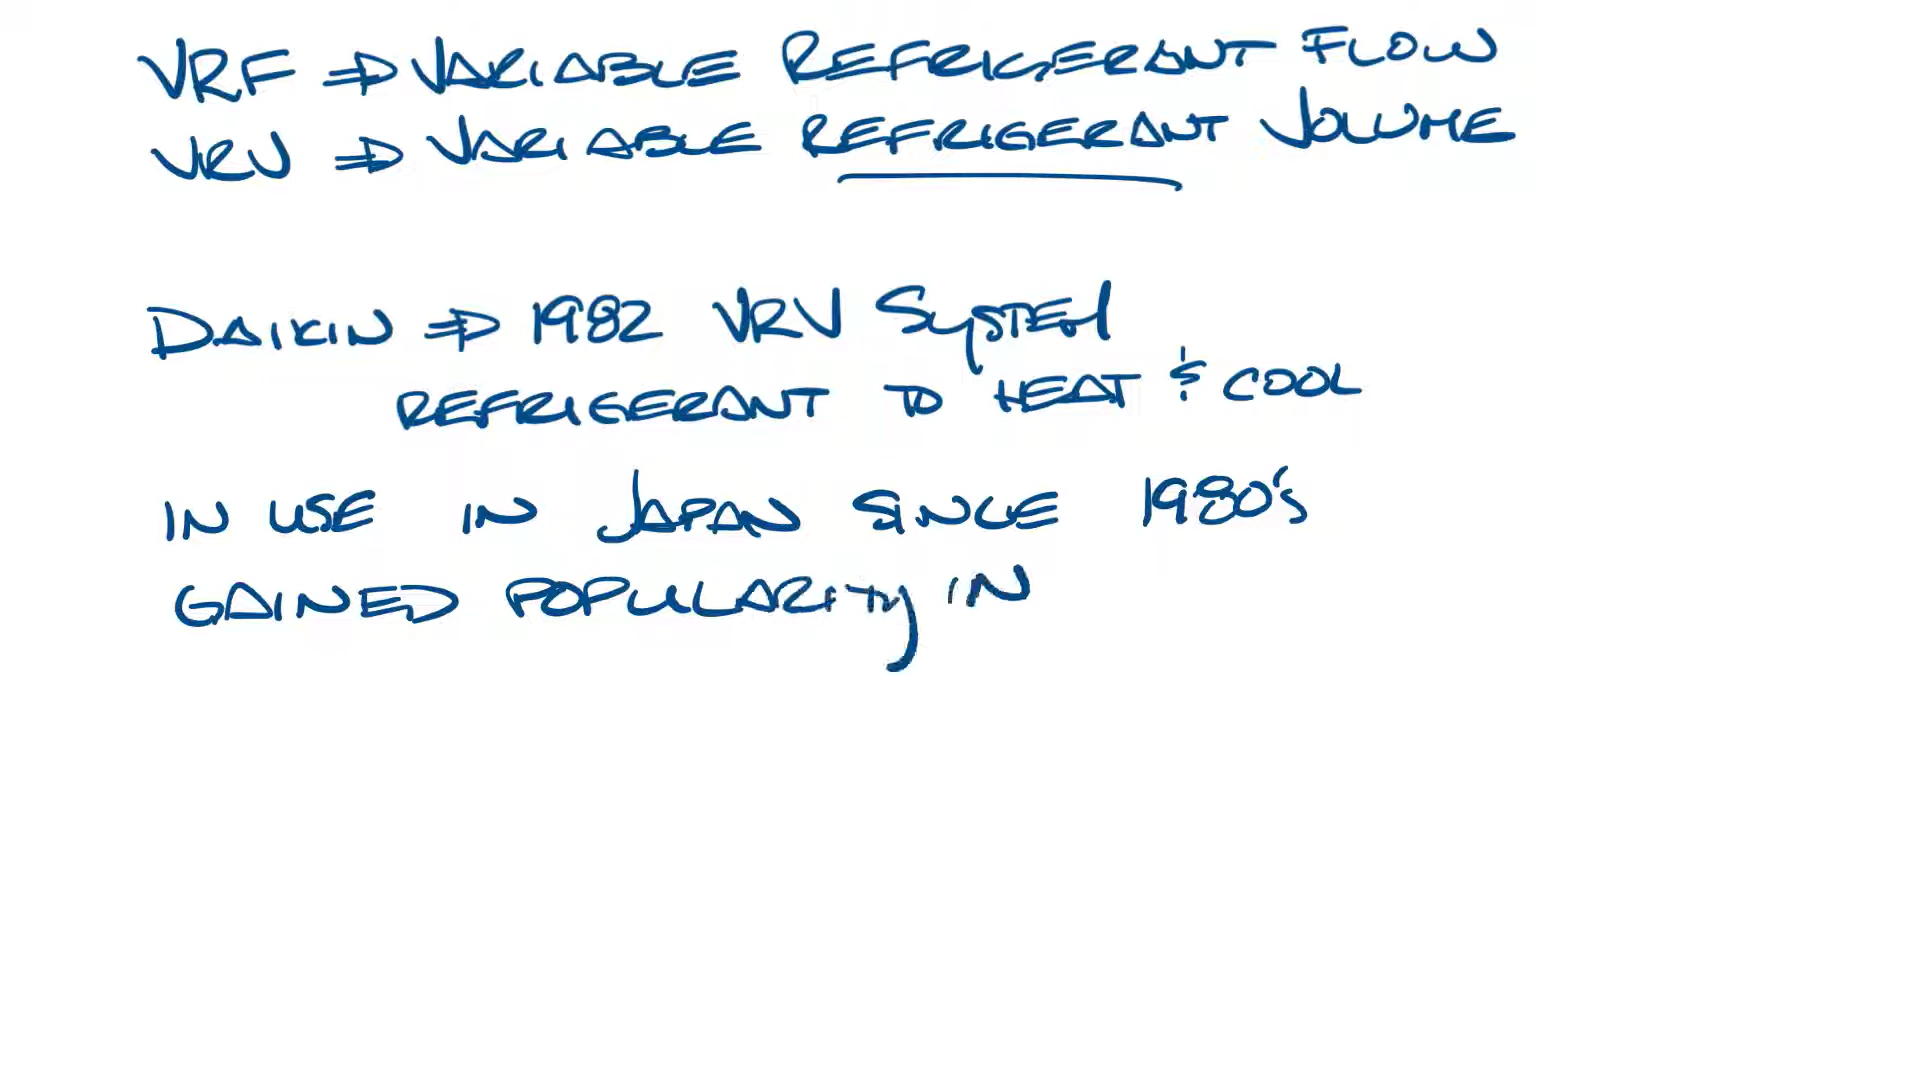 VRF ⇒ VARIABLE REFRIGERANT FLOW
VRV ⇒ VARIABLE REFRIGERANT VOLUME
DAIKIN ⇒ 1982 VRV SYSTEM
REFRIGERANT TO HEAT & COOL
IN USE IN JAPAN SINCE 1980's
GAINED POPULARITY IN